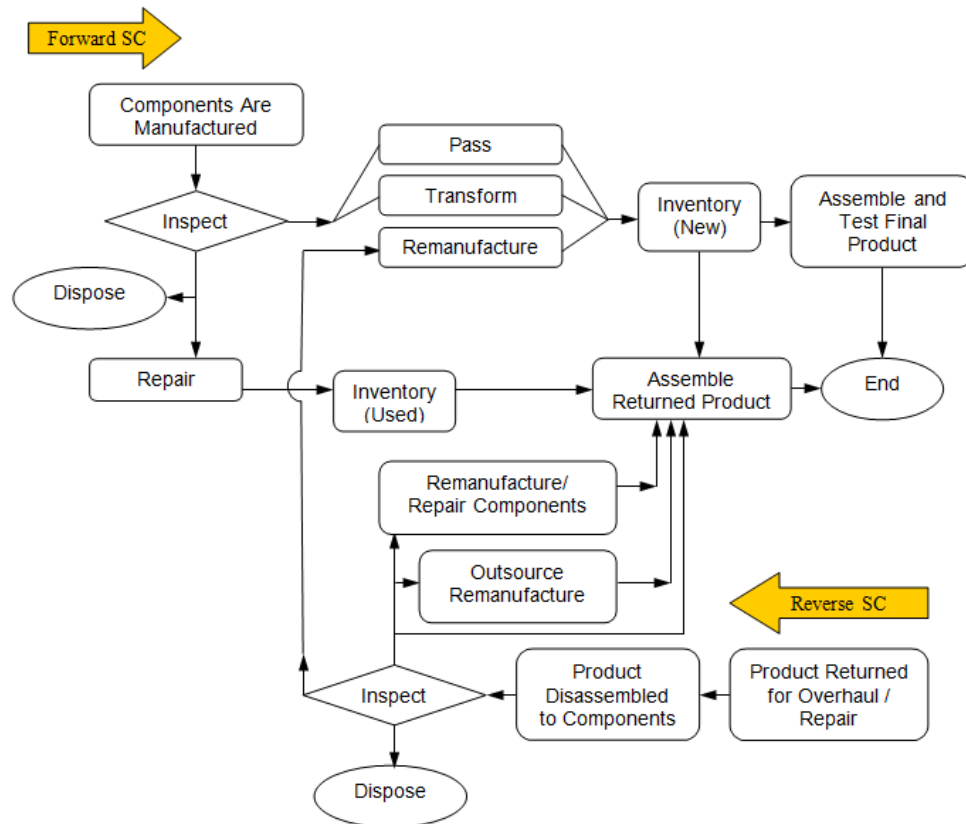 Forward SC
Components Are
Manufactured
Pass
Transform
Inspect
Remanufacture
Inventory
(New)
Assemble and
Test Final
Product
Dispose
Repair
Inventory
(Used)
Assemble
Returned Product
End
Remanufacture/
Repair Components
Outsource
Remanufacture
Reverse SC
Inspect
Product
Disassembled
to Components
Product Returned
for Overhaul /
Repair
Dispose